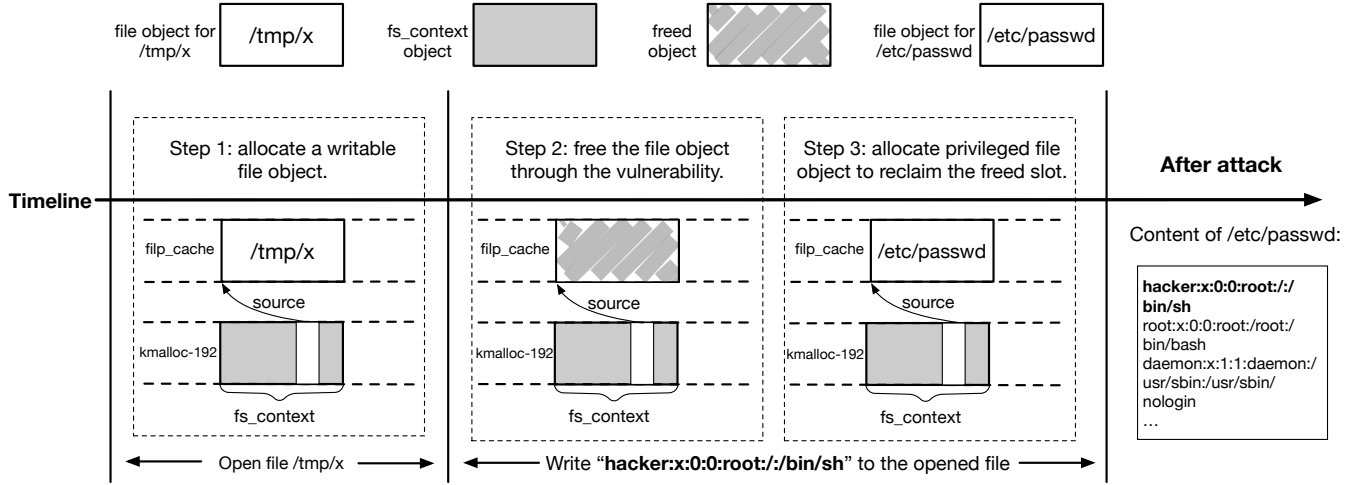 file object for
/tmp/x
/tmp/x
fs_context
object
freed
object
file object for
/etc/passwd
/etc/passwd
Step 1: allocate a writable
file object.
Step 2: free the file object
through the vulnerability.
Step 3: allocate privileged file
object to reclaim the freed slot.
After attack
Timeline
filp_cache
/tmp/x
source
kmalloc-192
fs_context
filp_cache
source
kmalloc-192
fs_context
filp_cache
/etc/passwd
source
kmalloc-192
fs_context
Content of /etc/passwd:
hacker:x:0:0:root:/:/
bin/sh
root:x:0:0:root:/root:/
bin/bash
daemon:x:1:1:daemon:/
usr/sbin:/usr/sbin/
nologin
…
Open file /tmp/x
Write “hacker:x:0:0:root:/:/bin/sh” to the opened file